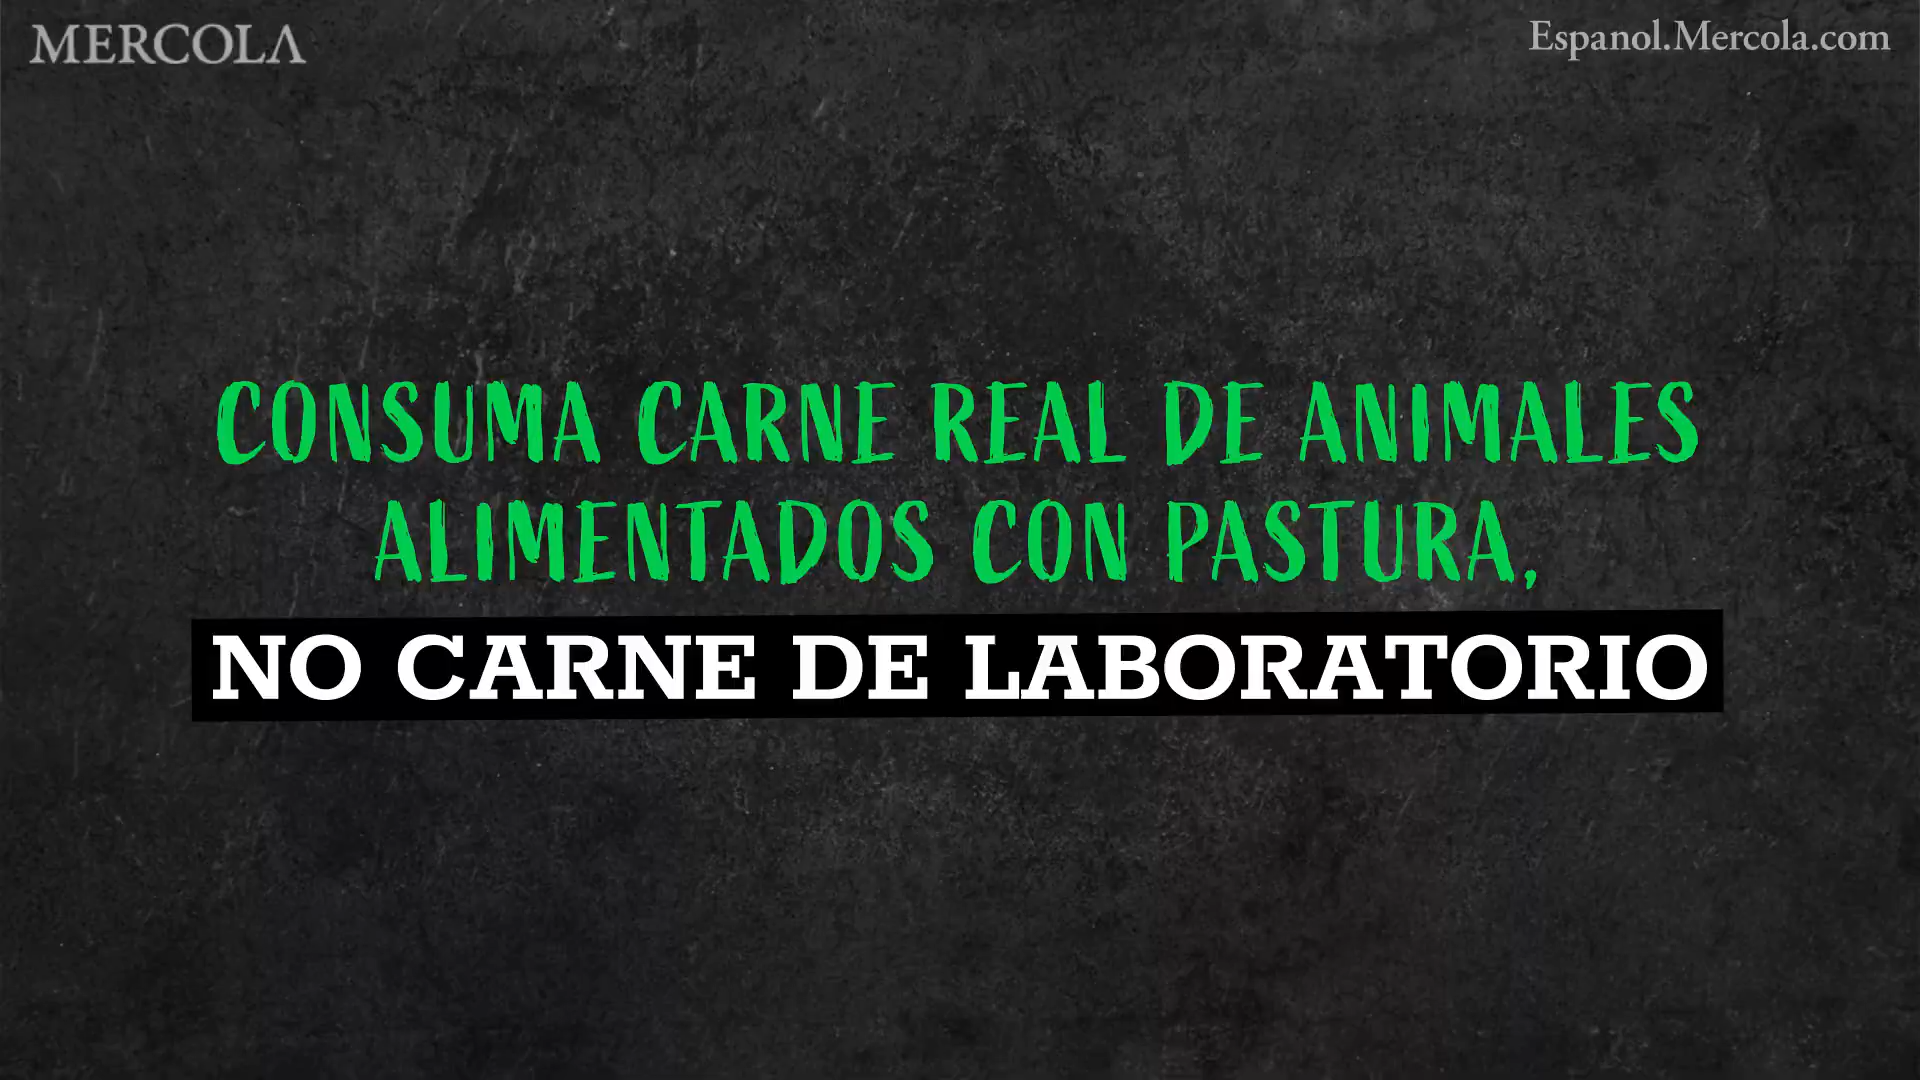 MERCOLA
Espanol.Mercola.com
CONSUMA CARNE REAL DE ANIMALES
ALIMENTADOS CON PASTURA,
NO CARNE DE LABORATORIO